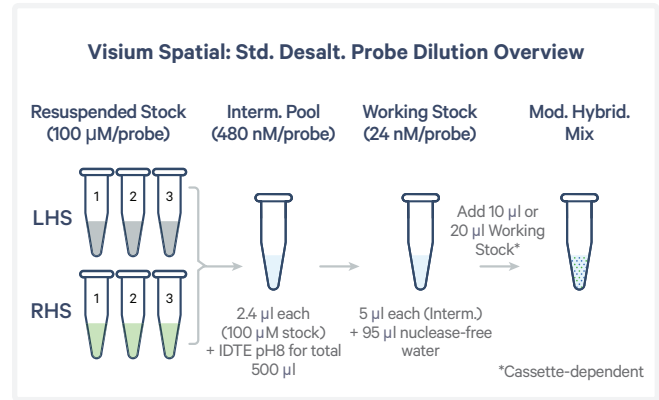 Visium Spatial: Std. Desalt. Probe Dilution Overview
Resuspended Stock
(100 µM/probe)
Interm. Pool
(480 nM/probe)
Working Stock
(24 nM/probe)
Mod. Hybrid.
Mix
LHS
1 2 3
RHS
1 2 3
2.4 µl each
(100 µM stock)
+ IDTE pH8 for total
500 µl
5 µl each (Interm.)
+ 95 µl nuclease-free
water
Add 10 µl or
20 µl Working
Stock*
*Cassette-dependent